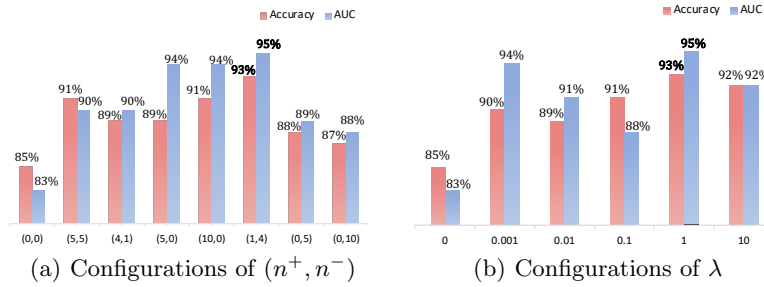 Accuracy AUC
85% 83% 91% 90% 89% 90% 89% 94% 91% 94% 93% 95% 88% 89% 87% 88%
(0,0) (5,5) (4,1) (5,0) (10,0) (1,4) (0,5) (0,10)
(a) Configurations of (n⁺, n⁻)
Accuracy AUC
85% 83% 90% 94% 89% 91% 91% 88% 93% 95% 92% 92%
0 0.001 0.01 0.1 1 10
(b) Configurations of λ